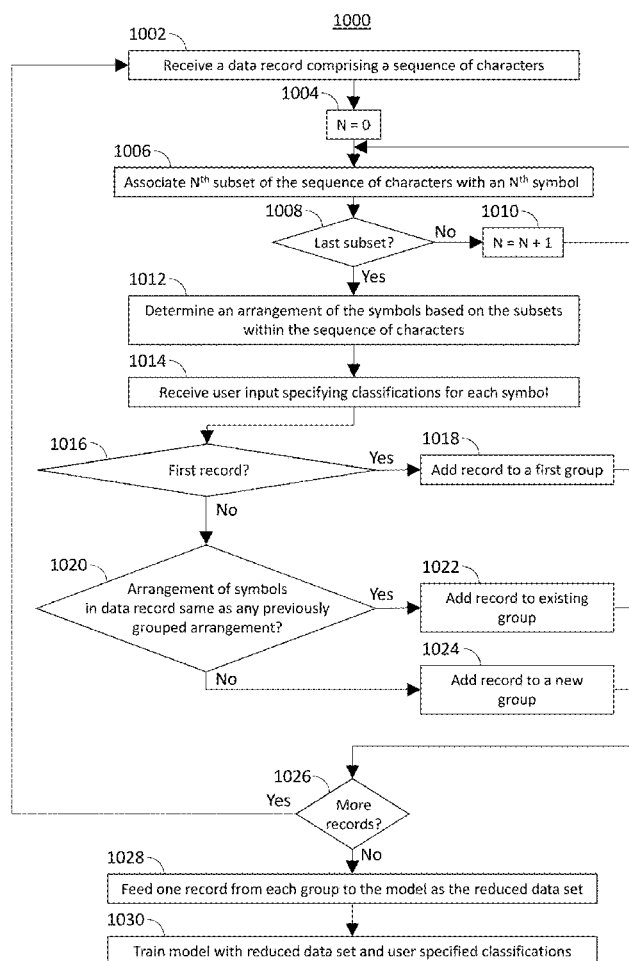 1000
1002
Receive a data record comprising a sequence of characters
1004
N = 0
1006
Associate Nth subset of the sequence of characters with an Nth symbol
1008
Last subset?
No
1010
N = N + 1
Yes
1012
Determine an arrangement of the symbols based on the subsets
within the sequence of characters
1014
Receive user input specifying classifications for each symbol
1016
First record?
Yes
1018
Add record to a first group
No
1020
Arrangement of symbols
in data record same as any previously
grouped arrangement?
Yes
1022
Add record to existing
group
No
1024
Add record to a new
group
1026
More
records?
Yes
No
1028
Feed one record from each group to the model as the reduced data set
1030
Train model with reduced data set and user specified classifications